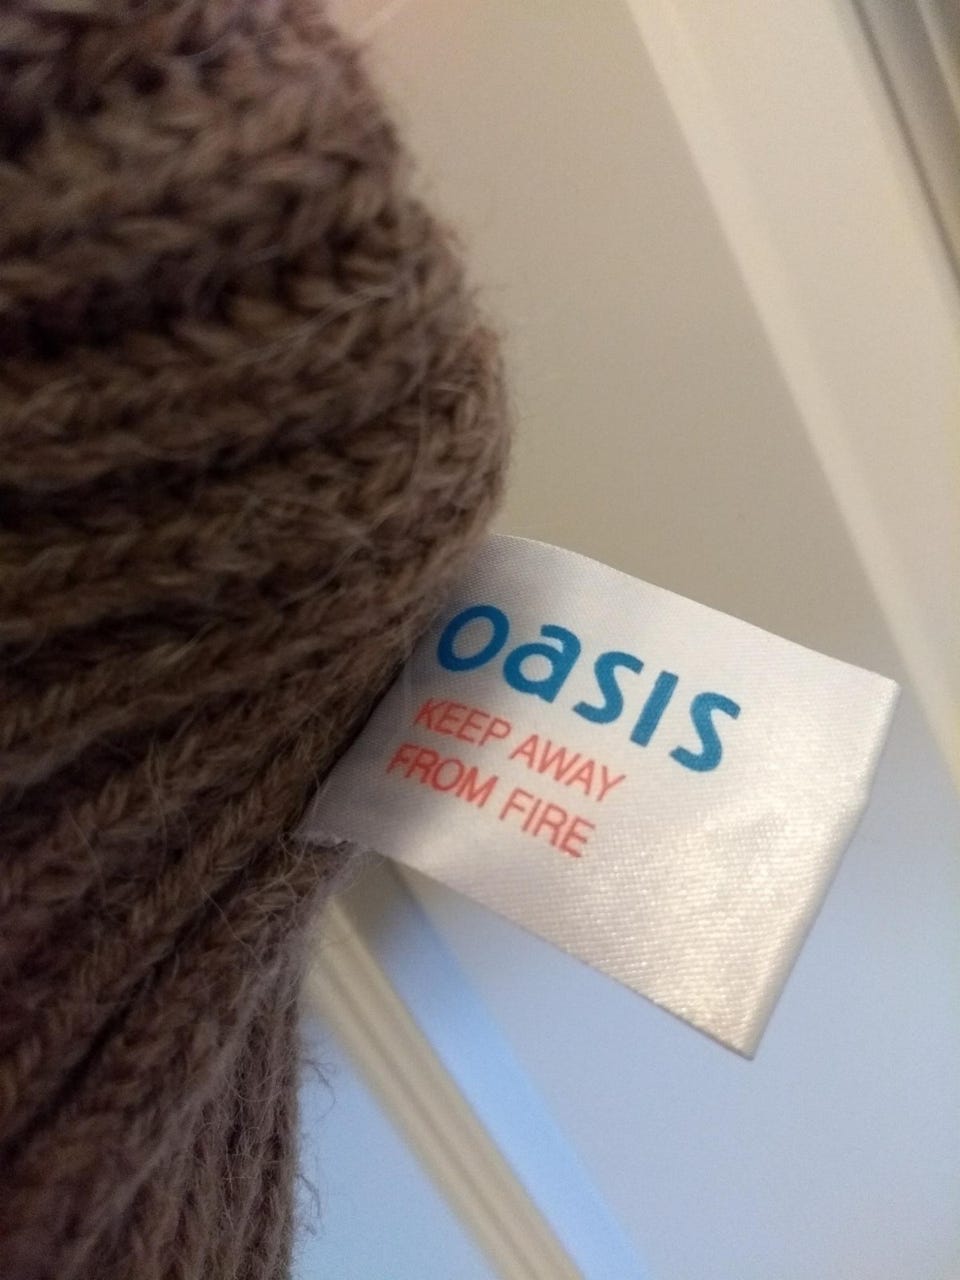 oasis
KEEP AWAY
FROM FIRE